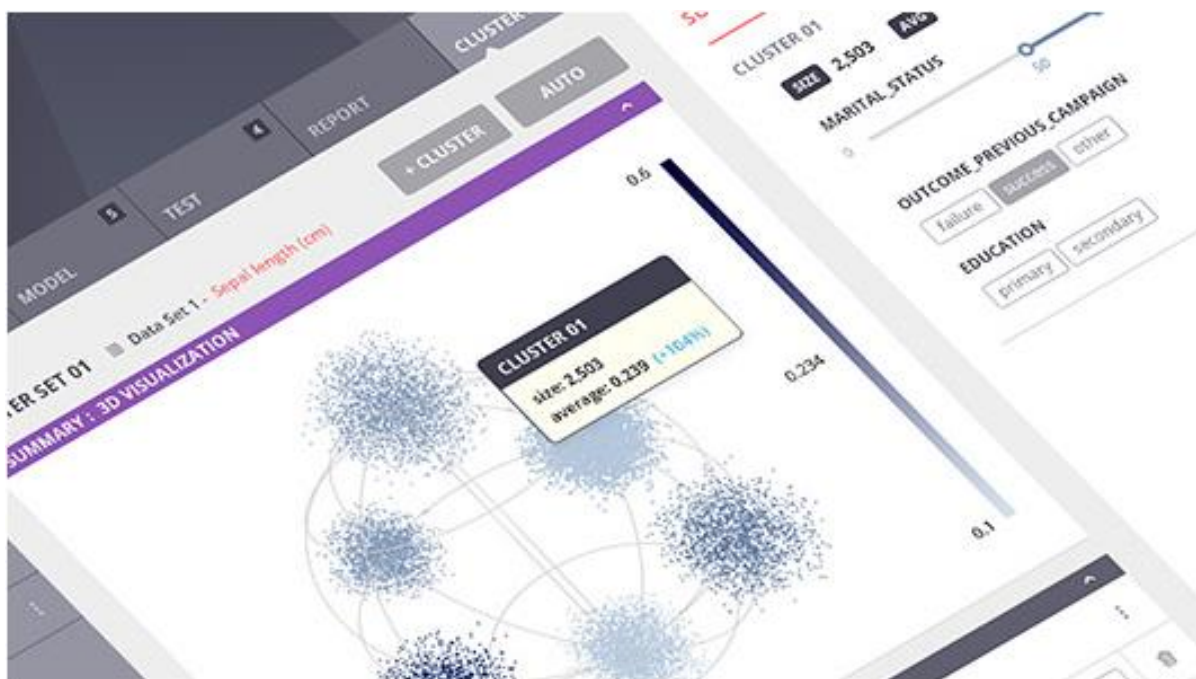 CLUSTER
4
REPORT
5
TEST
MODEL
+ CLUSTER
AUTO
TER SET 01
Data Set 1 - Sepal length (cm)
SUMMARY : 3D VISUALIZATION
CLUSTER 01
size: 2,503
average: 0.239 (+104%)
0.6
0.234
0.1
CLUSTER 01
SIZE 2,503 AVG
MARITAL_STATUS
0
50
OUTCOME_PREVIOUS_CAMPAIGN
failure success other
EDUCATION
primary secondary